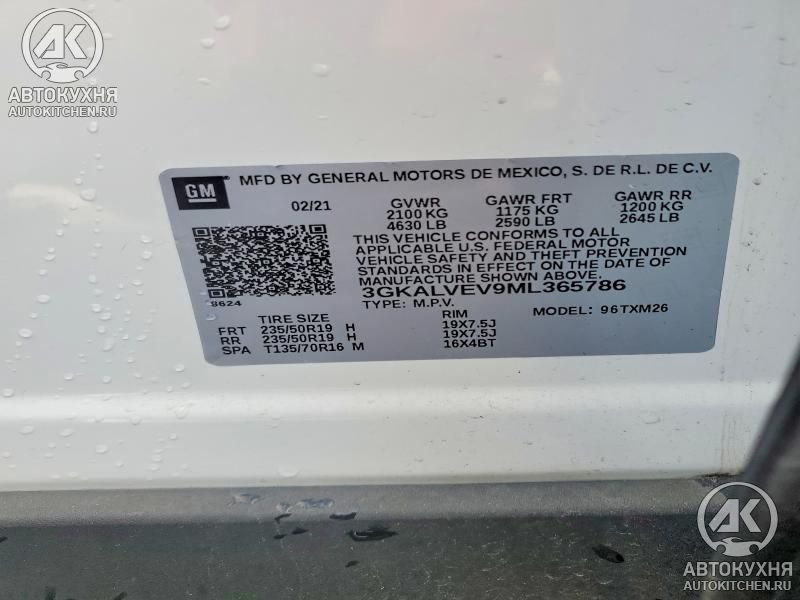 AK
АВТОКУХНЯ
AUTOKITCHEN.RU
GM
MFD BY GENERAL MOTORS DE MEXICO, S. DE R.L. DE C.V.
02/21 GVWR GAWR FRT GAWR RR
2100 KG 1175 KG 1200 KG
4630 LB 2590 LB 2645 LB
THIS VEHICLE CONFORMS TO ALL
APPLICABLE U.S. FEDERAL MOTOR
VEHICLE SAFETY AND THEFT PREVENTION
STANDARDS IN EFFECT ON THE DATE OF
MANUFACTURE SHOWN ABOVE.
3GKALVEV9ML365786
8624
TYPE: M.P.V. MODEL: 96TXM26
TIRE SIZE RIM
FRT 235/50R19 H 19X7.5J
RR 235/50R19 H 19X7.5J
SPA T135/70R16 M 16X4BT
AK
АВТОКУХНЯ
AUTOKITCHEN.RU